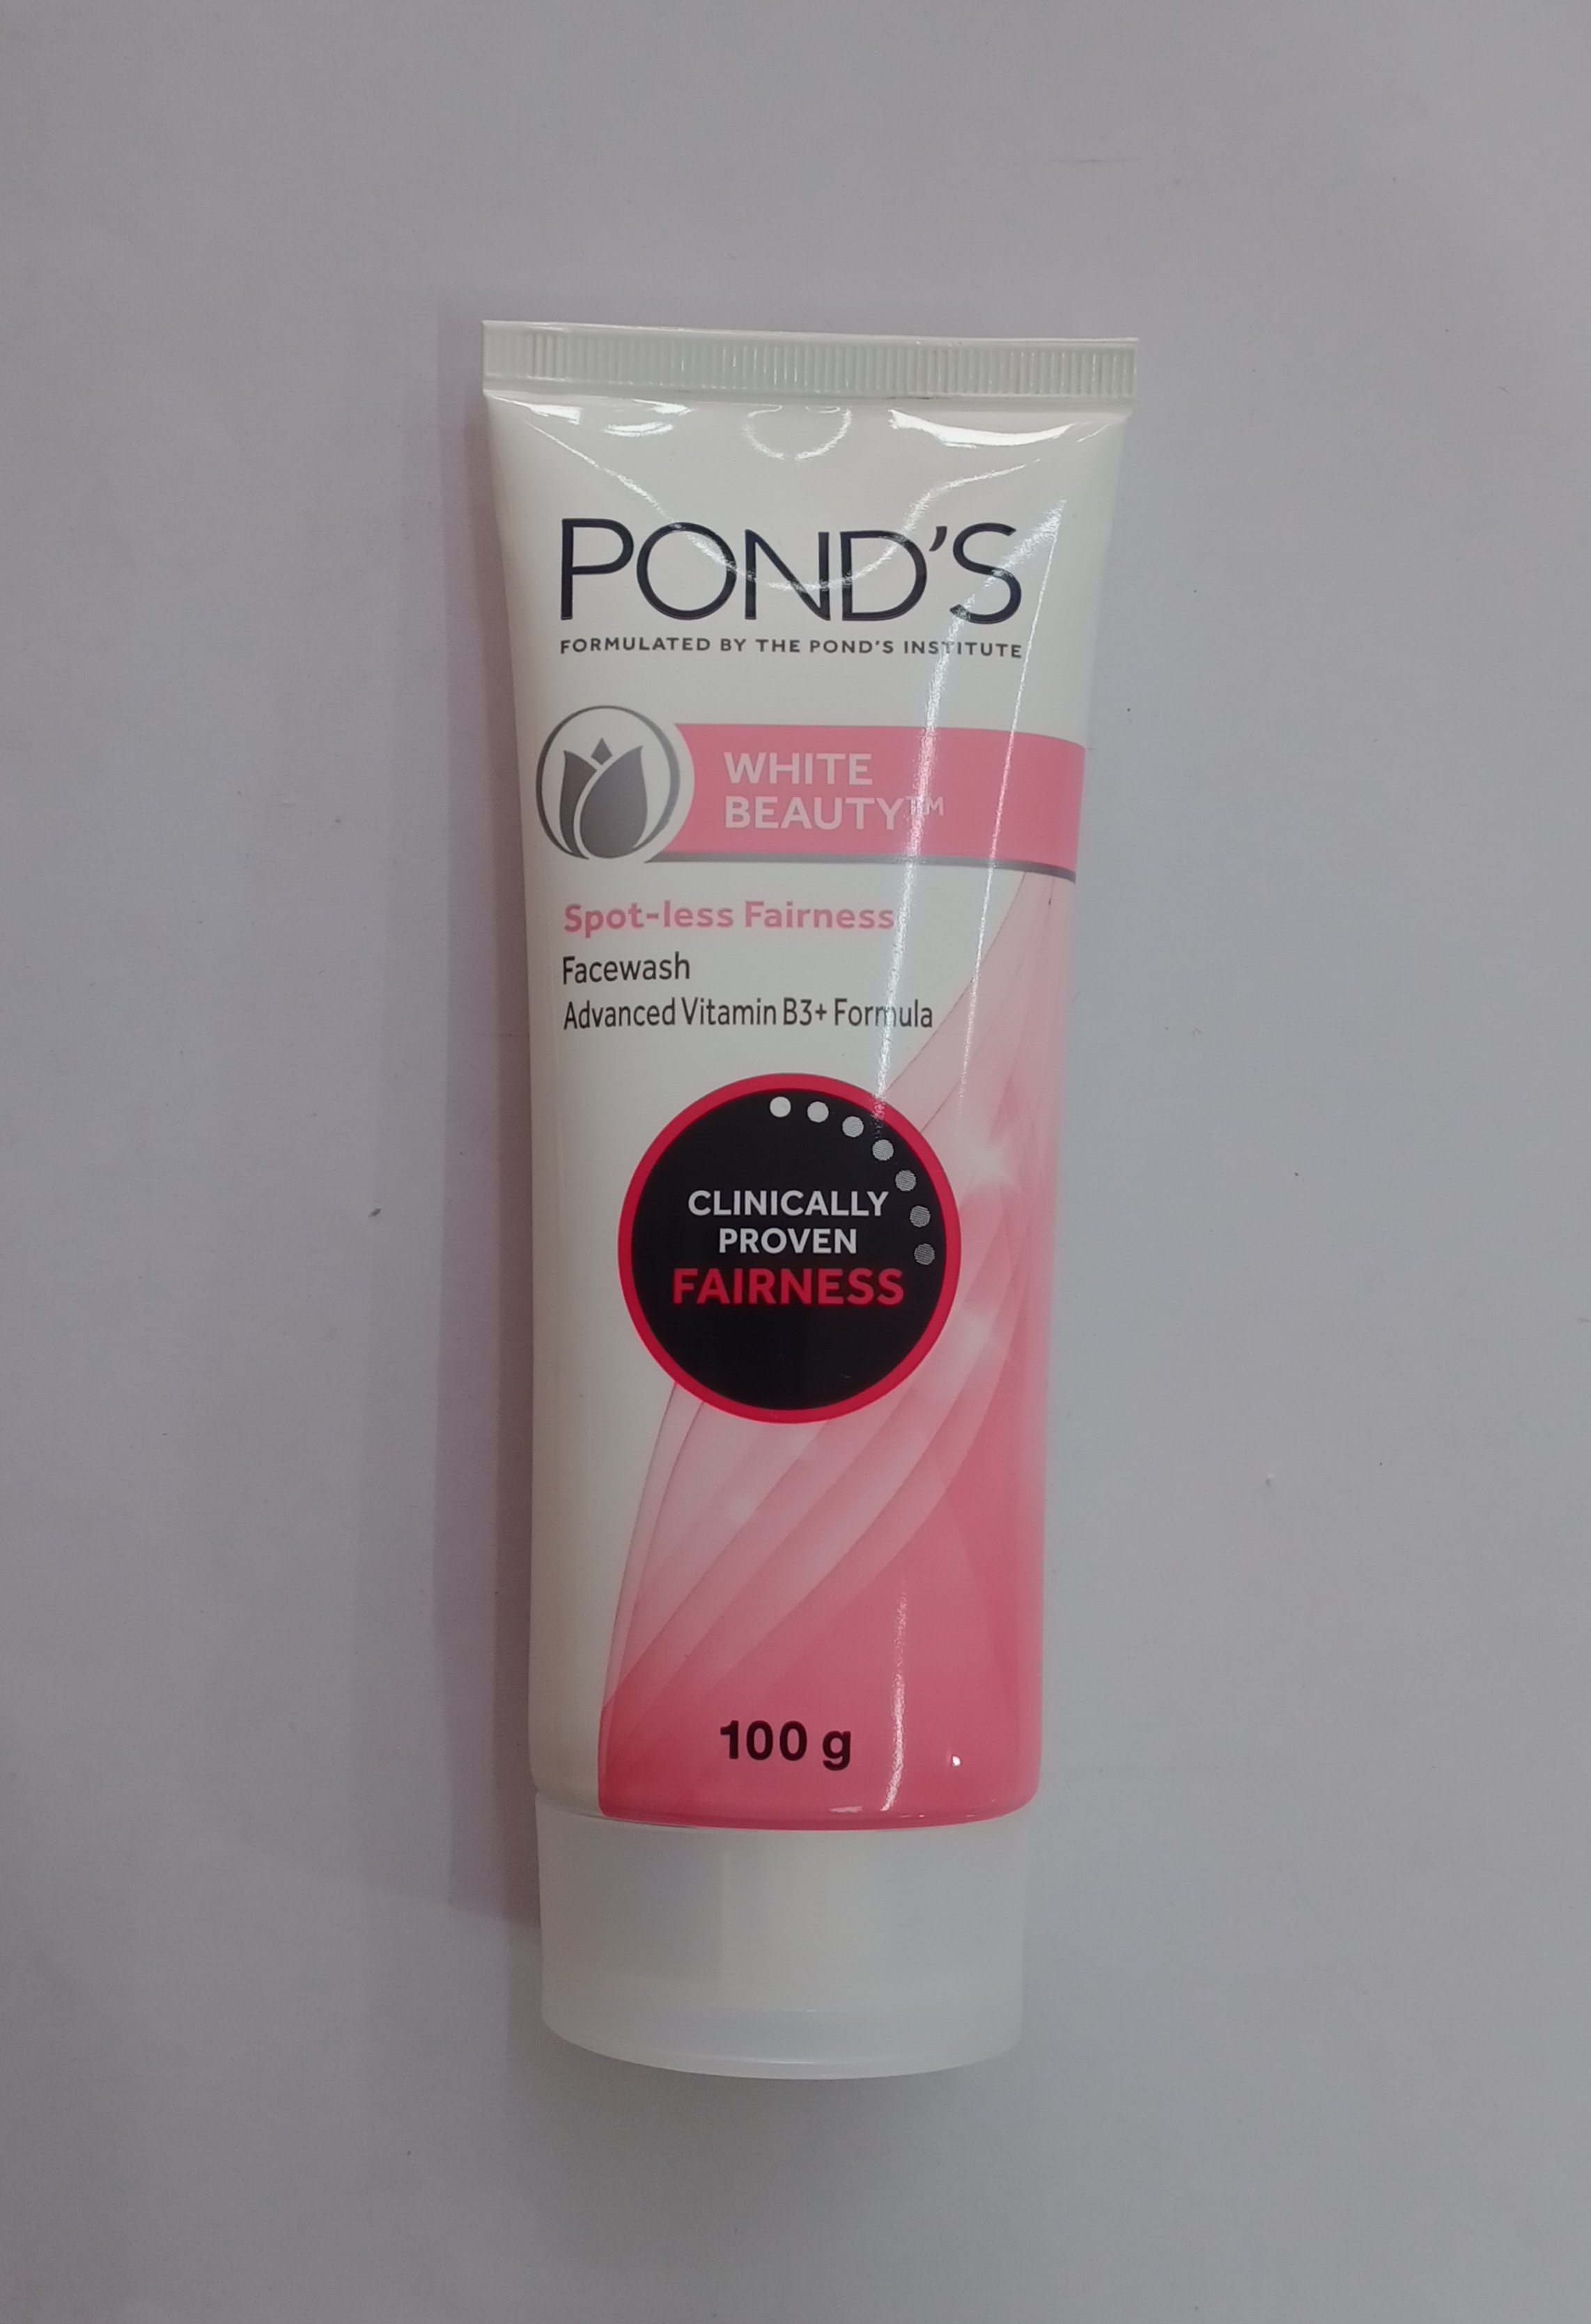 POND'S
FORMULATED BY THE POND'S INSTITUTE
WHITE
BEAUTY™
Spot-less Fairness
Facewash
Advanced Vitamin B3+ Formula
CLINICALLY
PROVEN
FAIRNESS
100 g